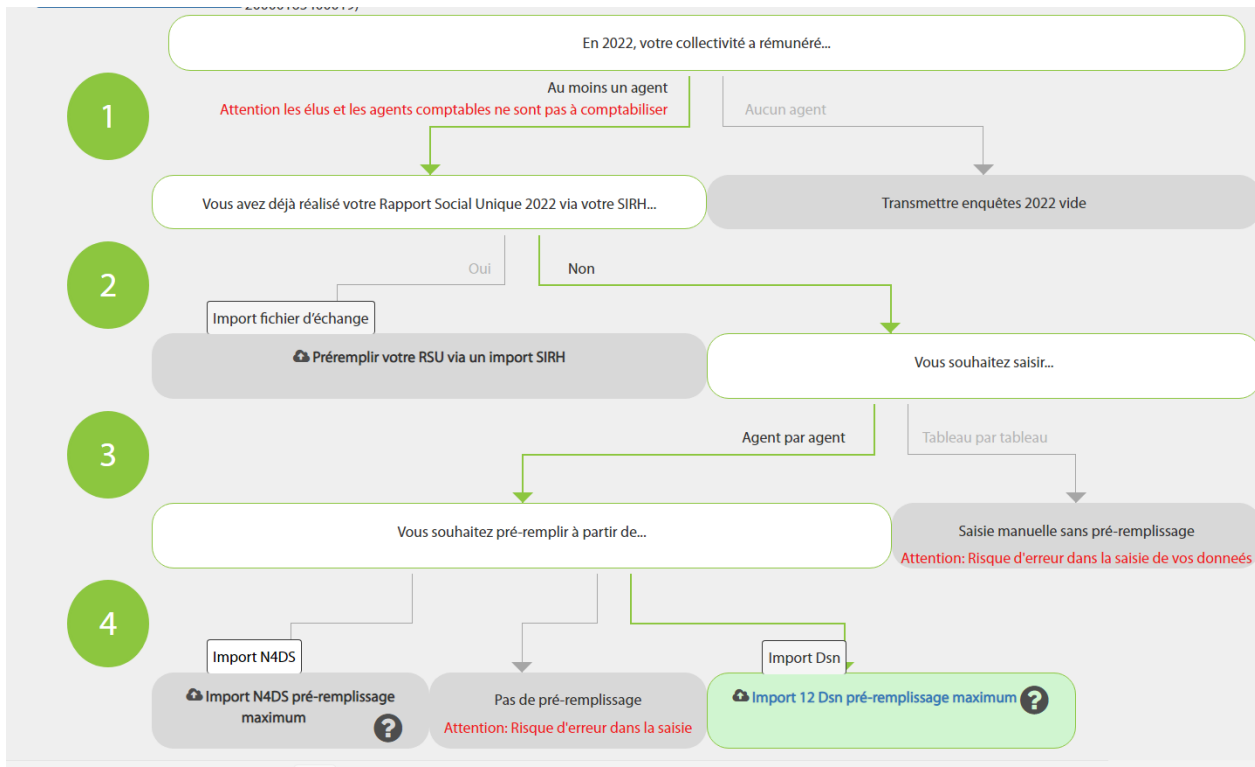 En 2022, votre collectivité a rémunéré...
1
Au moins un agent
Attention les élus et les agents comptables ne sont pas à comptabiliser
Aucun agent
Vous avez déjà réalisé votre Rapport Social Unique 2022 via votre SIRH...
Transmettre enquêtes 2022 vide
2
Oui
Non
Import fichier d'échange
Préremplir votre RSU via un import SIRH
Vous souhaitez saisir...
3
Agent par agent
Tableau par tableau
Vous souhaitez pré-remplir à partir de...
Saisie manuelle sans pré-remplissage
Attention: Risque d'erreur dans la saisie de vos donneés
4
Import N4DS
Import N4DS pré-remplissage
maximum
?
Pas de pré-remplissage
Attention: Risque d'erreur dans la saisie
Import Dsn
Import 12 Dsn pré-remplissage maximum ?